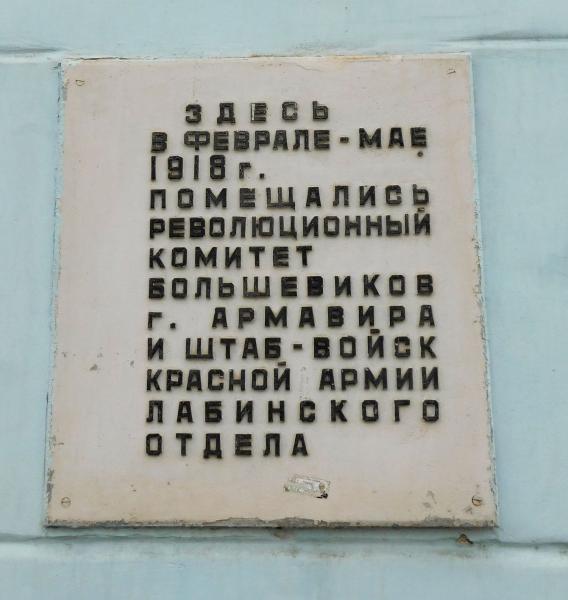 ЗДЕСЬ
В ФЕВРАЛЕ-МАЕ
1918 г.
ПОМЕЩАЛИСЬ
РЕВОЛЮЦИОННЫЙ
КОМИТЕТ
БОЛЬШЕВИКОВ
г. АРМАВИРА
И ШТАБ-ВОЙСК
КРАСНОЙ АРМИИ
ЛАБИНСКОГО
ОТДЕЛА